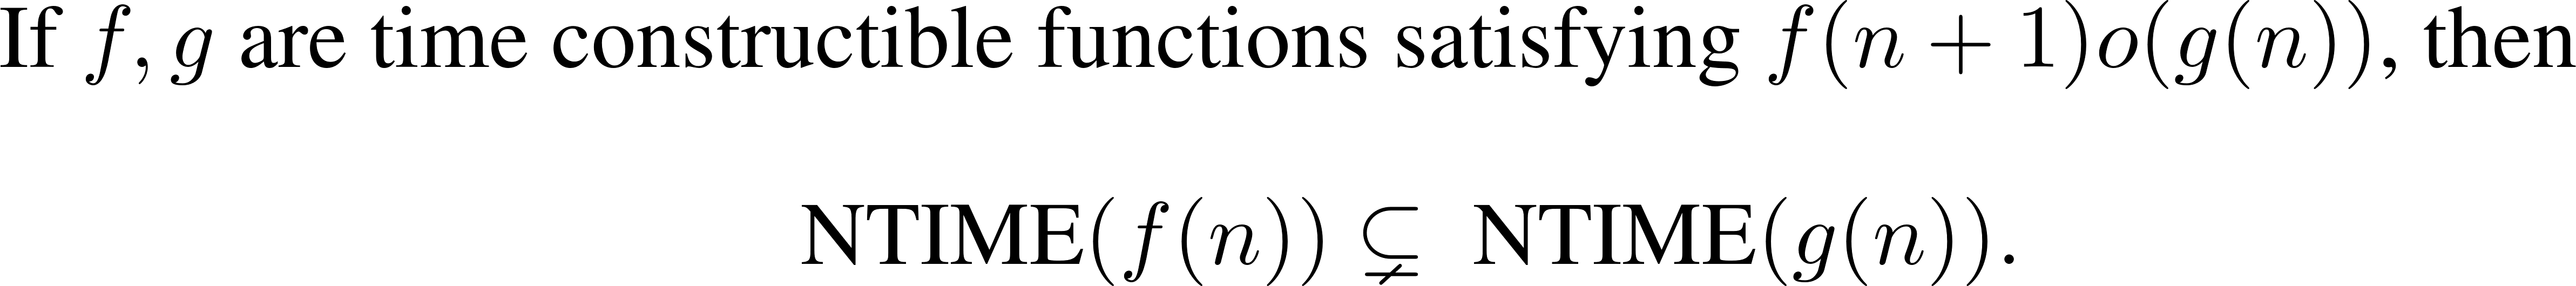 If f, g are time constructible functions satisfying f(n + 1)o(g(n)), then
NTIME(f(n)) ⊊ NTIME(g(n)).